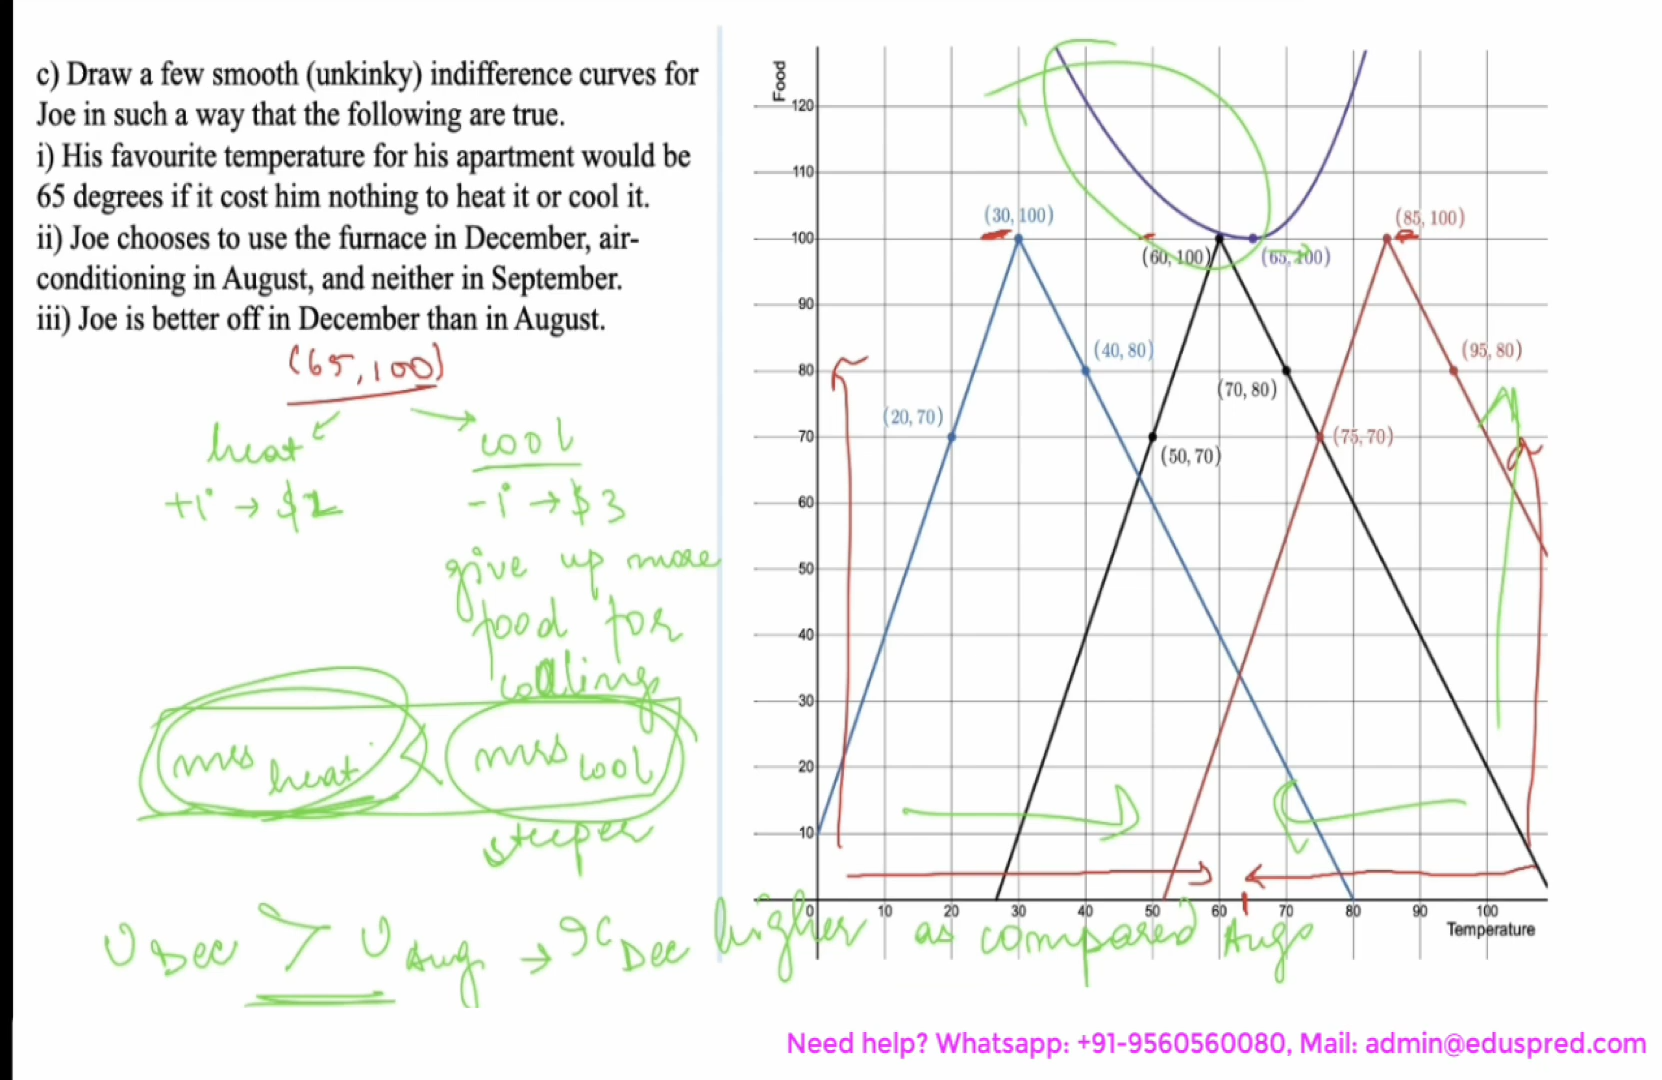 c) Draw a few smooth (unkinky) indifference curves for
Joe in such a way that the following are true.
i) His favourite temperature for his apartment would be
65 degrees if it cost him nothing to heat it or cool it.
ii) Joe chooses to use the furnace in December, air-
conditioning in August, and neither in September.
iii) Joe is better off in December than in August.
(65,100)
heat
cool
+1° → $2
-1° → $3
give up more
food for
cooling
mrs heat < mrs cool
steeper
U Dec > U Aug → IC Dec higher as compared Aug
Food
120
110
100
90
80
70
60
50
40
30
20
10
0 10 20 30 40 50 60 70 80 90 100
Temperature
(30, 100)
(85, 100)
(60, 100)
(65, 100)
(40, 80)
(95, 80)
(70, 80)
(20, 70)
(75, 70)
(50, 70)
Need help? Whatsapp: +91-9560560080, Mail: admin@eduspred.com